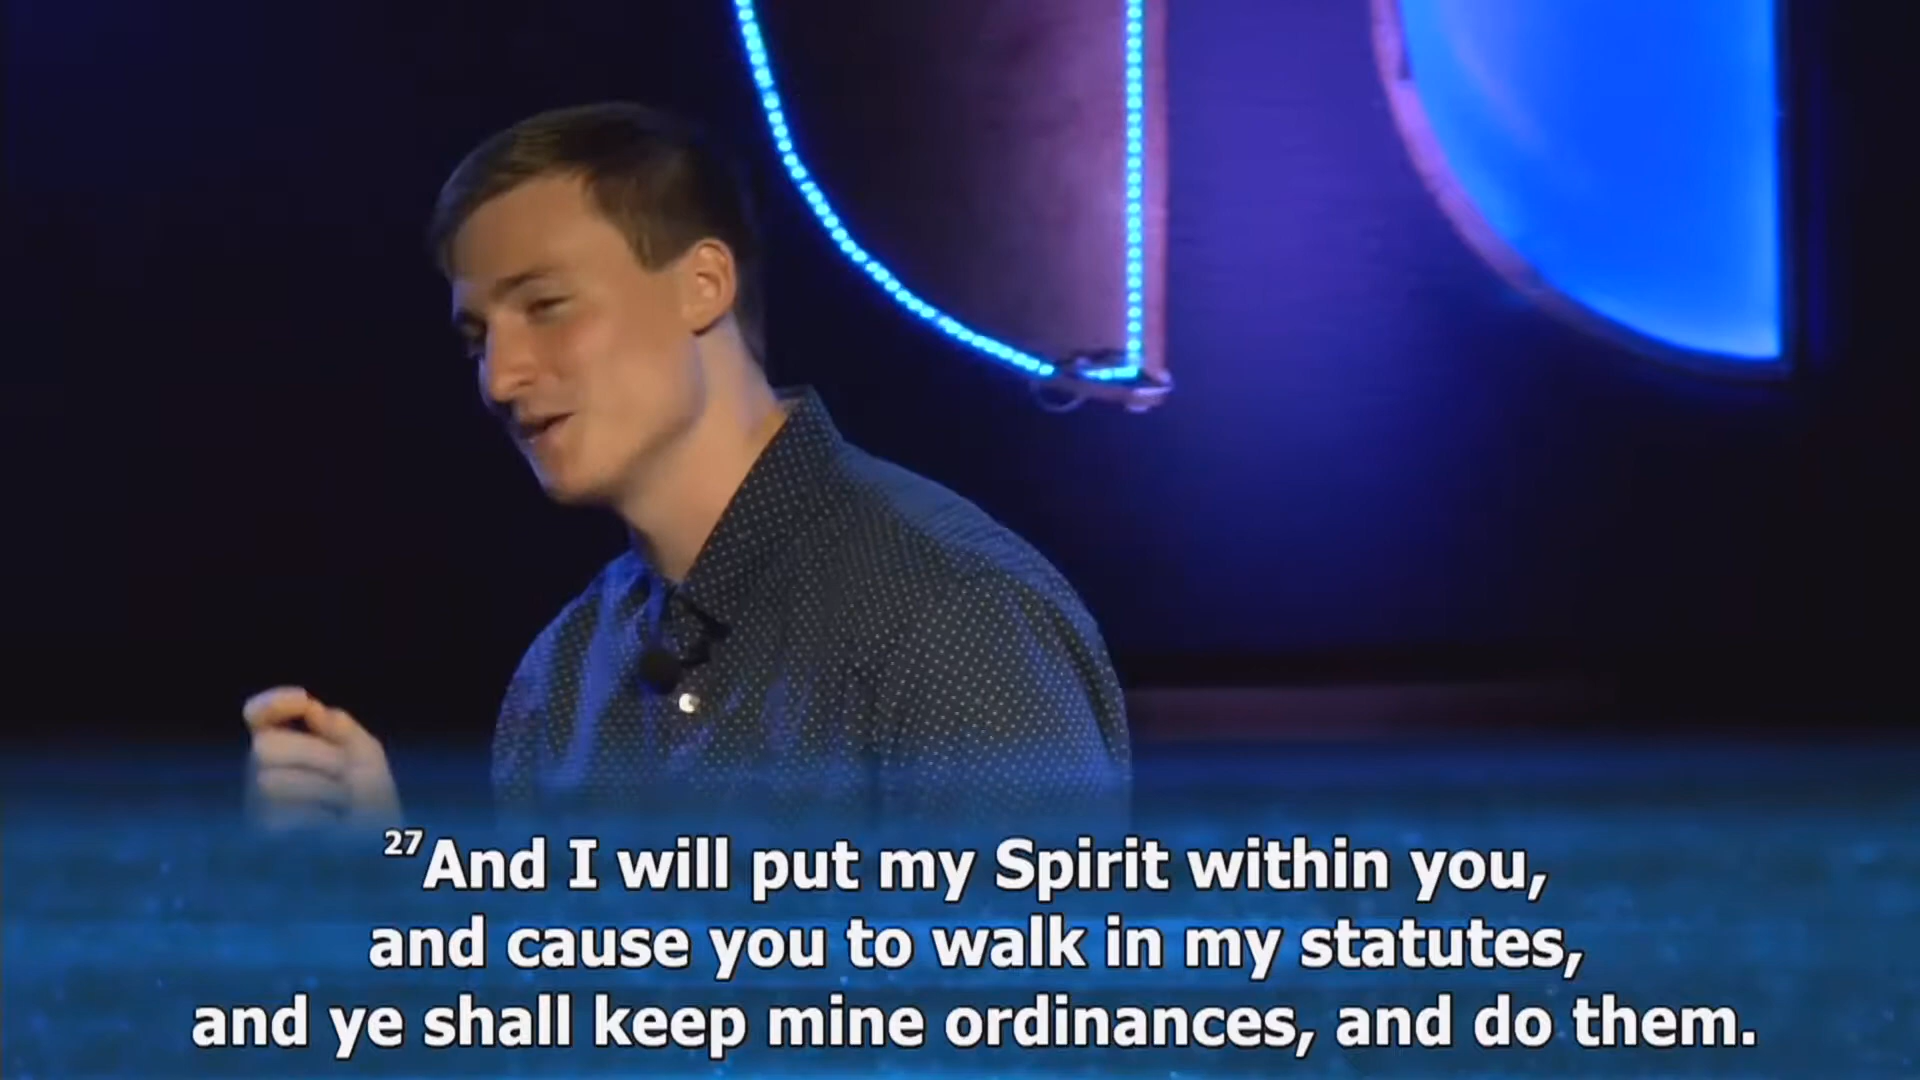 27And I will put my Spirit within you,
and cause you to walk in my statutes,
and ye shall keep mine ordinances, and do them.